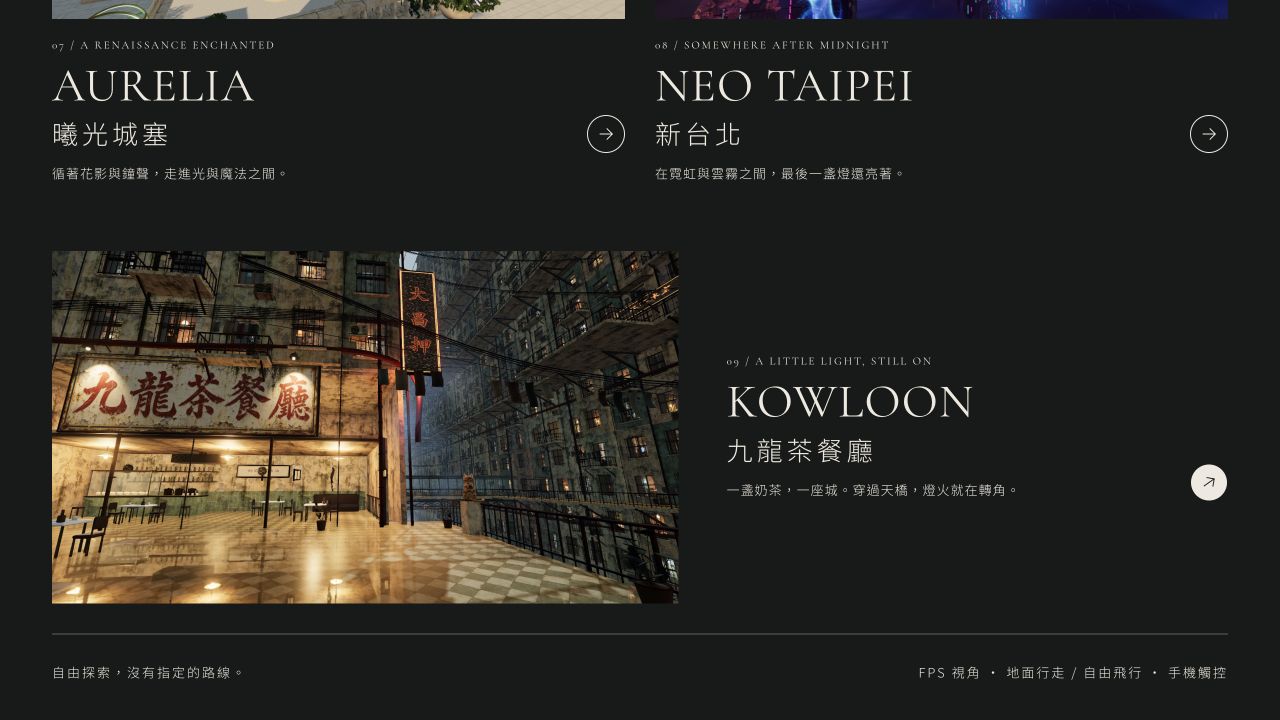 07 / A RENAISSANCE ENCHANTED
AURELIA
曦光城塞
循著花影與鐘聲，走進光與魔法之間。
08 / SOMEWHERE AFTER MIDNIGHT
NEO TAIPEI
新台北
在霓虹與雲霧之間，最後一盞燈還亮著。
大昌押
九龍茶餐廳
09 / A LITTLE LIGHT, STILL ON
KOWLOON
九龍茶餐廳
一盞奶茶，一座城。穿過天橋，燈火就在轉角。
自由探索，沒有指定的路線。
FPS 視角 · 地面行走 / 自由飛行 · 手機觸控